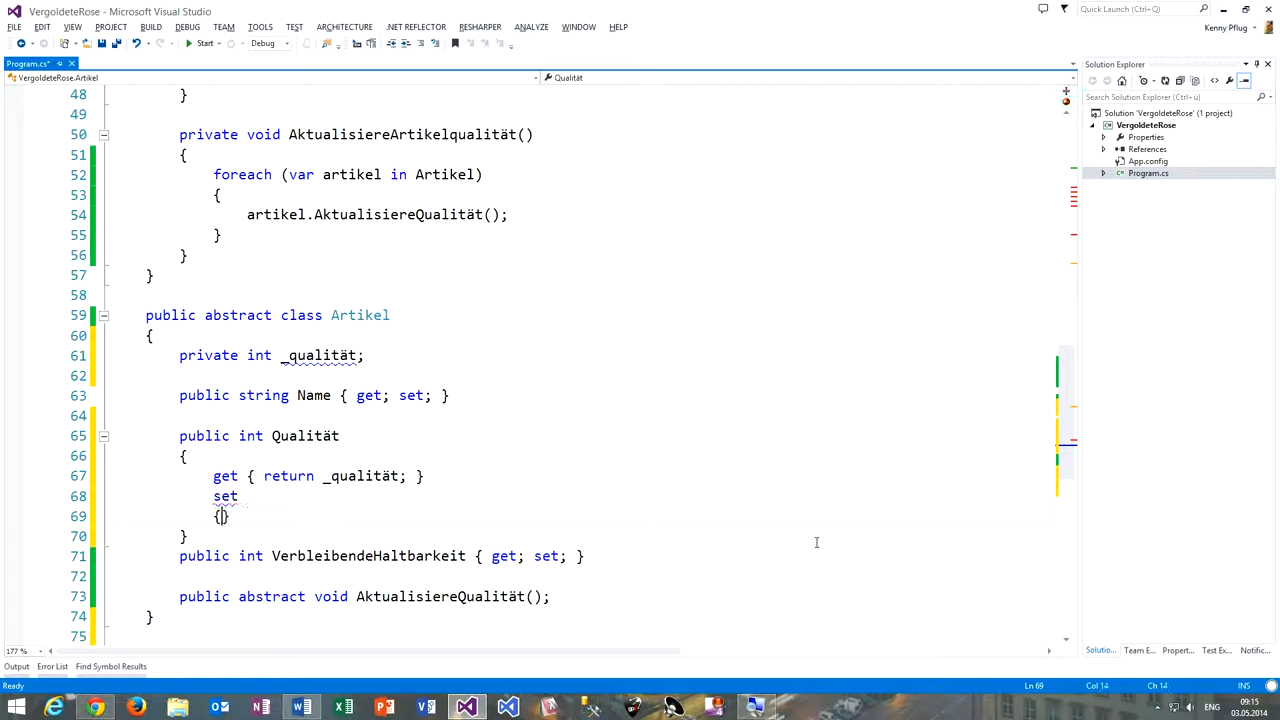 VergoldeteRose - Microsoft Visual Studio
Quick Launch (Ctrl+Q)
FILE EDIT VIEW PROJECT BUILD DEBUG TEAM TOOLS TEST ARCHITECTURE .NET REFLECTOR RESHARPER ANALYZE WINDOW HELP
Kenny Pflug
Start Debug
Program.cs*
VergoldeteRose.Artikel Qualität
48 }
49
50 private void AktualisiereArtikelqualität()
51 {
52 foreach (var artikel in Artikel)
53 {
54 artikel.AktualisiereQualität();
55 }
56 }
57 }
58
59 public abstract class Artikel
60 {
61 private int _qualität;
62
63 public string Name { get; set; }
64
65 public int Qualität
66 {
67 get { return _qualität; }
68 set
69 {}
70 }
71 public int VerbleibendeHaltbarkeit { get; set; }
72
73 public abstract void AktualisiereQualität();
74 }
75
177 %
Solution Explorer
Search Solution Explorer (Ctrl+ü)
Solution 'VergoldeteRose' (1 project)
VergoldeteRose
Properties
References
App.config
Program.cs
Solutio... Team E... Propert... Test Ex... Notific...
Output Error List Find Symbol Results
Ready Ln 69 Col 14 Ch 14 INS
ENG
09:15
03.05.2014